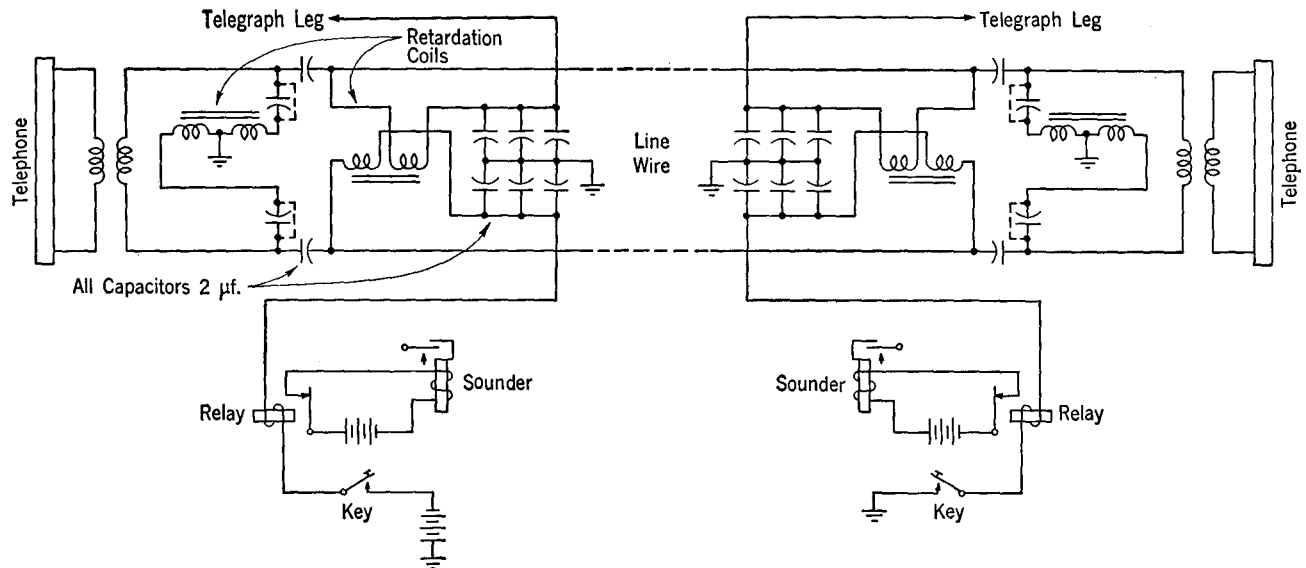 Telegraph Leg
Retardation
Coils
Telegraph Leg
Telephone
Line
Wire
Telephone
All Capacitors 2 µf.
Sounder
Sounder
Relay
Relay
Key
Key